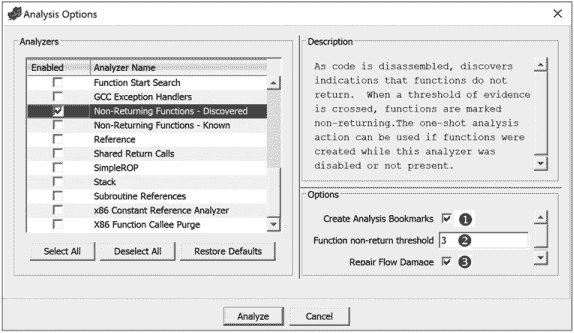 Analysis Options
Analyzers
Enabled Analyzer Name
Function Start Search
GCC Exception Handlers
Non-Returning Functions - Discovered
Non-Returning Functions - Known
Reference
Shared Return Calls
SimpleROP
Stack
Subroutine References
x86 Constant Reference Analyzer
X86 Function Callee Purge
Select All Deselect All Restore Defaults
Description
As code is disassembled, discovers
indications that functions do not
return. When a threshold of evidence
is crossed, functions are marked
non-returning.The one-shot analysis
action can be used if functions were
created while this analyzer was
disabled or not present.
Options
Create Analysis Bookmarks 1
Function non-return threshold 3 2
Repair Flow Damage 3
Analyze Cancel